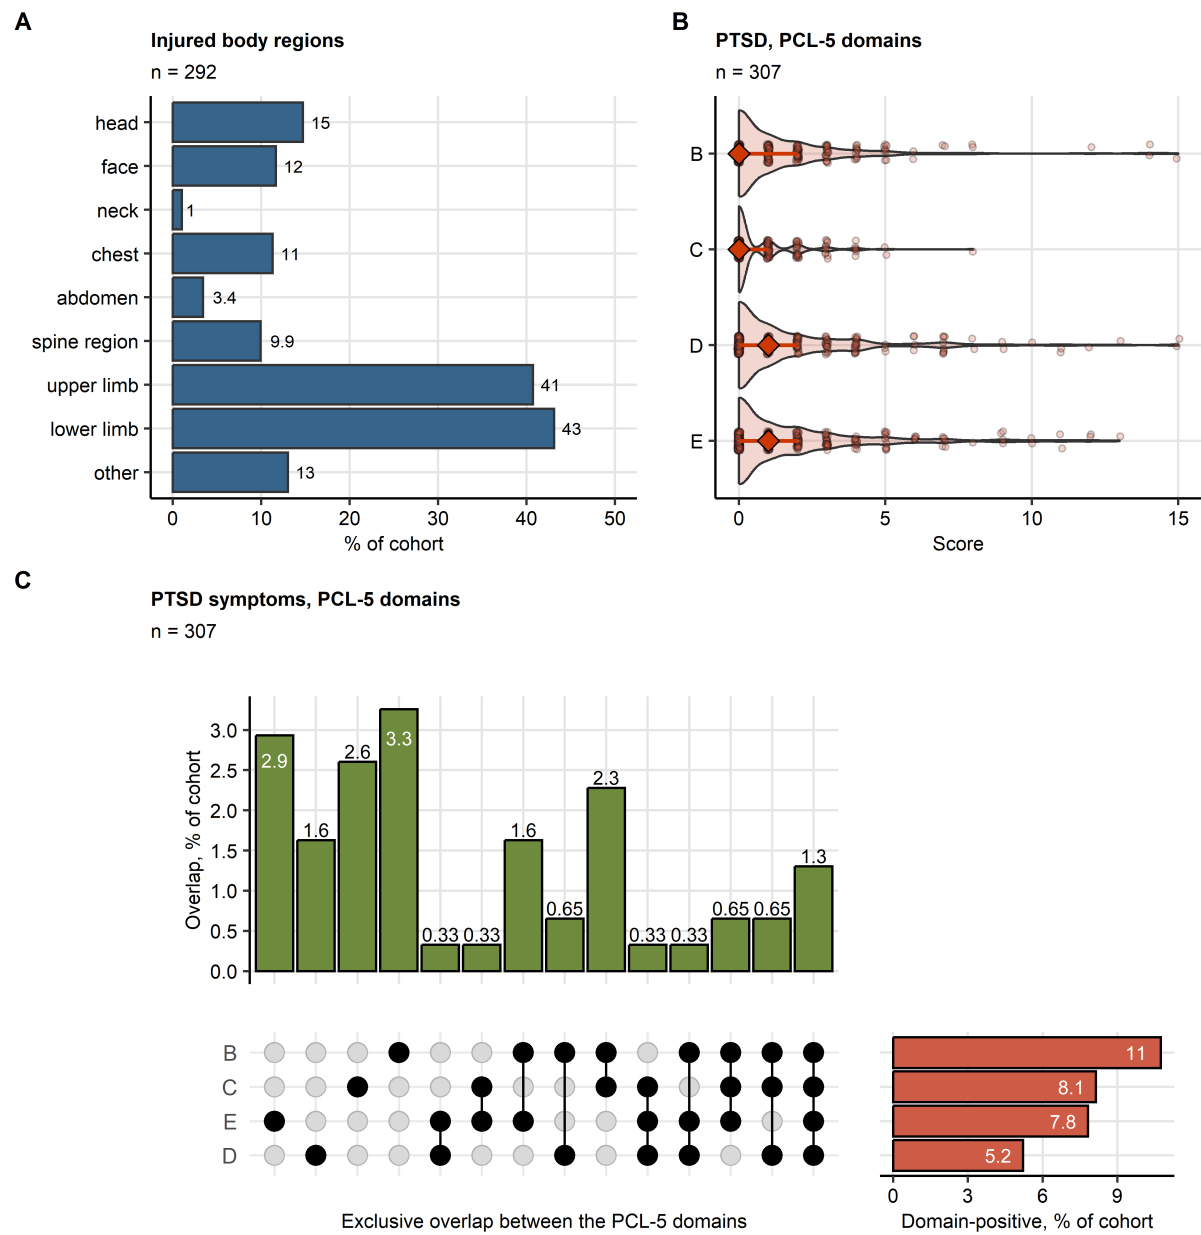 A
Injured body regions
n = 292
head
15
face
12
neck
1
chest
11
abdomen
3.4
spine region
9.9
upper limb
41
lower limb
43
other
13
0 10 20 30 40 50
% of cohort
B
PTSD, PCL-5 domains
n = 307
B
C
D
E
0 5 10 15
Score
C
PTSD symptoms, PCL-5 domains
n = 307
Overlap, % of cohort
3.0
2.5
2.0
1.5
1.0
0.5
0.0
2.9 1.6 2.6 3.3 0.33 0.33 1.6 0.65 2.3 0.33 0.33 0.65 0.65 1.3
B
C
E
D
Exclusive overlap between the PCL-5 domains
11
8.1
7.8
5.2
0 3 6 9
Domain-positive, % of cohort